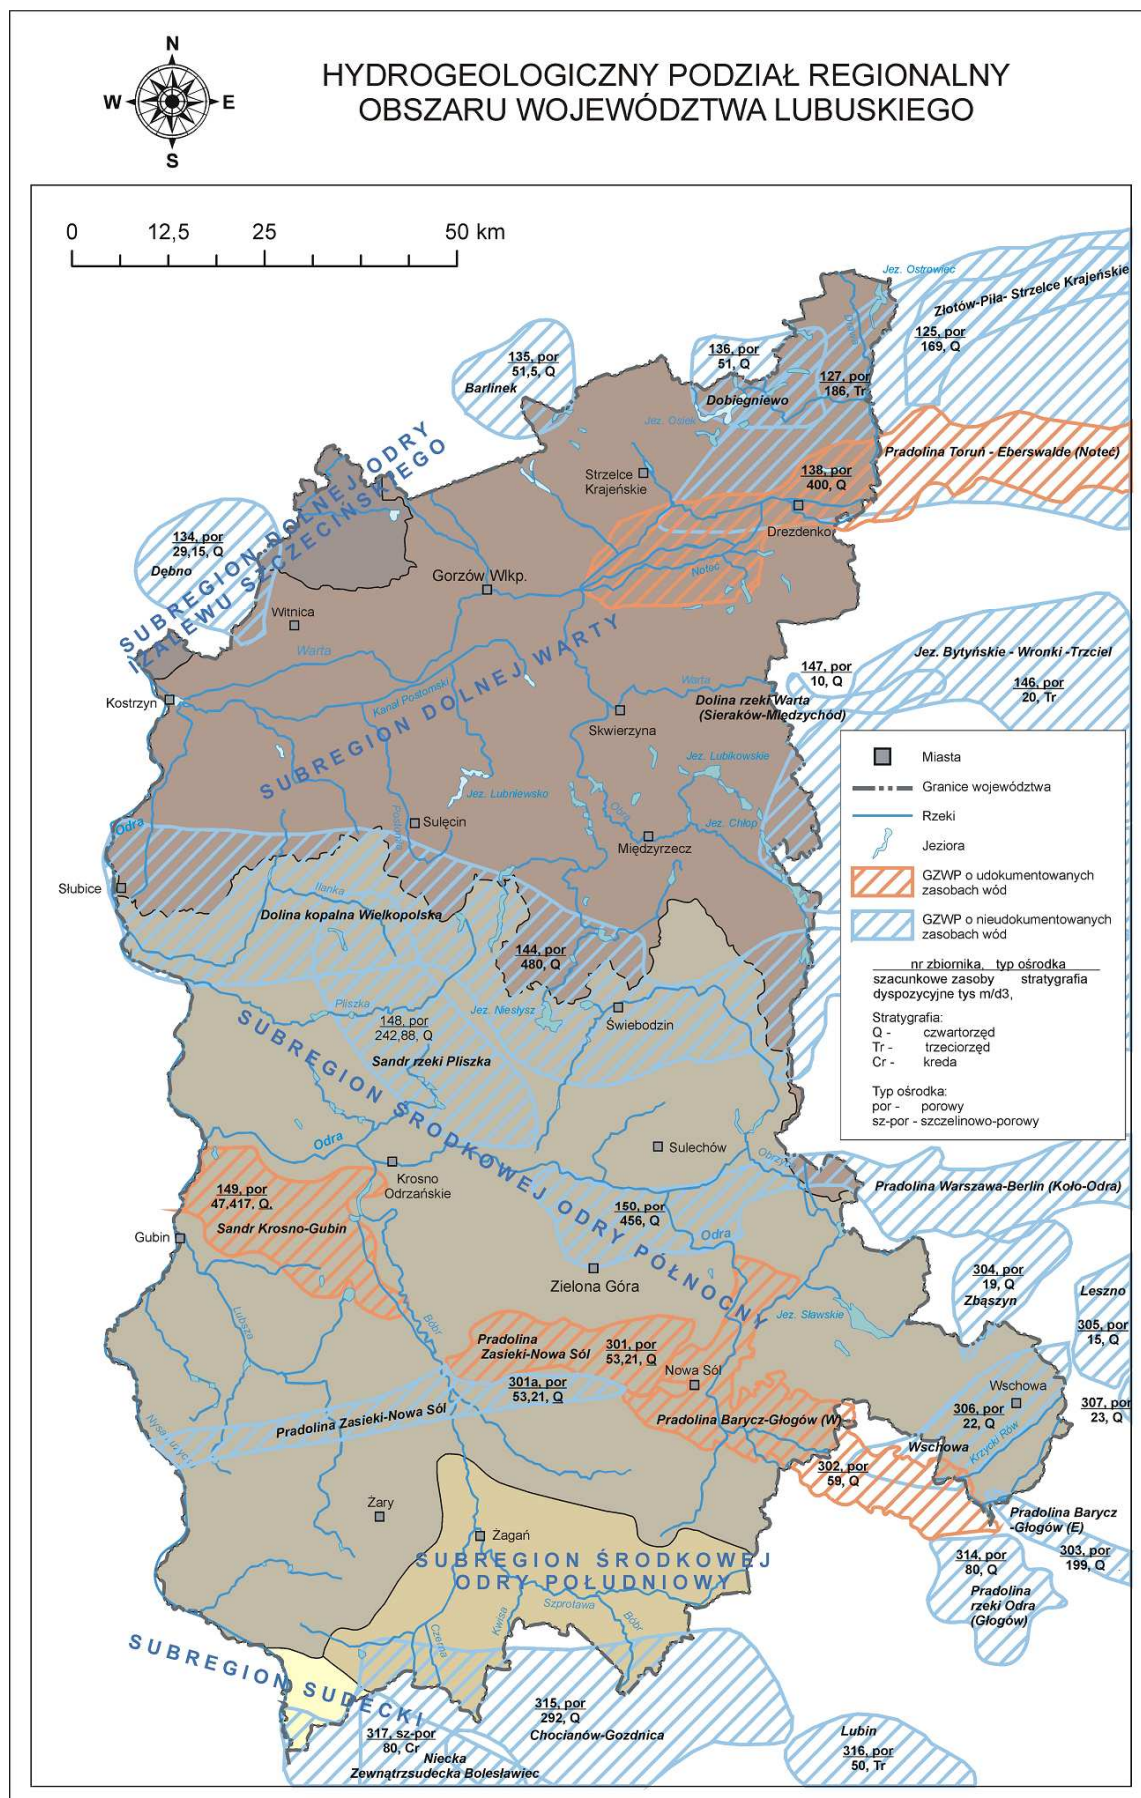 N
W E
S
HYDROGEOLOGICZNY PODZIAŁ REGIONALNY
OBSZARU WOJEWÓDZTWA LUBUSKIEGO
0 12,5 25 50 km
Jez. Ostrowiec
Złotów-Piła- Strzelce Krajeńskie
125, por
169, Q
135, por
51,5, Q
Barlinek
136, por
51, Q
Dobiegniewo
127, por
186, Tr
Jez. Osiek
Pradolina Toruń - Eberswalde (Noteć)
138, por
400, Q
Strzelce
Krajeńskie
Drezdenko
Noteć
SUBREGION DOLNEJ ODRY
I ZALEWU SZCZECIŃSKIEGO
134, por
29,15, Q
Dębno
Gorzów Wlkp.
Witnica
Warta
Kostrzyn
Kanał Postomski
SUBREGION DOLNEJ WARTY
Warta
Dolina rzeki Warta
(Sieraków-Międzychód)
147, por
10, Q
Jez. Bytyńskie - Wronki -Trzciel
146, por
20, Tr
Skwierzyna
Jez. Lubikowskie
Jez. Lubniewsko
Jez. Chłop
Obra
Postomia
Sulęcin
Międzyrzecz
Odra
Słubice
Ilanka
Dolina kopalna Wielkopolska
144, por
480, Q
Pliszka
Jez. Niesłysz
Świebodzin
148, por
242,88, Q
Sandr rzeki Pliszka
SUBREGION ŚRODKOWEJ ODRY PÓŁNOCNY
Miasta
Granice województwa
Rzeki
Jeziora
GZWP o udokumentowanych
zasobach wód
GZWP o nieudokumentowanych
zasobach wód
nr zbiornika, typ ośrodka
szacunkowe zasoby stratygrafia
dyspozycyjne tys m/d3,
Stratygrafia:
Q - czwartorzęd
Tr - trzeciorzęd
Cr - kreda
Typ ośrodka:
por - porowy
sz-por - szczelinowo-porowy
Odra
Sulechów
Krosno
Odrzańskie
Pradolina Warszawa-Berlin (Koło-Odra)
149, por
47,417, Q,
Sandr Krosno-Gubin
150, por
456, Q
Odra
Gubin
Zielona Góra
304, por
19, Q
Zbąszyn
Leszno
305, por
15, Q
Jez. Sławskie
Lubsza
Bóbr
Pradolina
Zasieki-Nowa Sól
301, por
53,21, Q
Nowa Sól
301a, por
53,21, Q
Pradolina Zasieki-Nowa Sól
Pradolina Barycz-Głogów (W)
Wschowa
306, por
22, Q
307, por
23, Q
Wschowa
Krzycki Rów
302, por
59, Q
Żary
Żagań
Pradolina Barycz
-Głogów (E)
303, por
199, Q
314, por
80, Q
Pradolina
rzeki Odra
(Głogów)
SUBREGION ŚRODKOWEJ
ODRY POŁUDNIOWY
Szprotawa
Kwisa
Bóbr
Czerna
SUBREGION SUDECKI
315, por
292, Q
Chocianów-Gozdnica
317, sz-por
80, Cr
Niecka
Zewnątrzsudecka Bolesławiec
Lubin
316, por
50, Tr